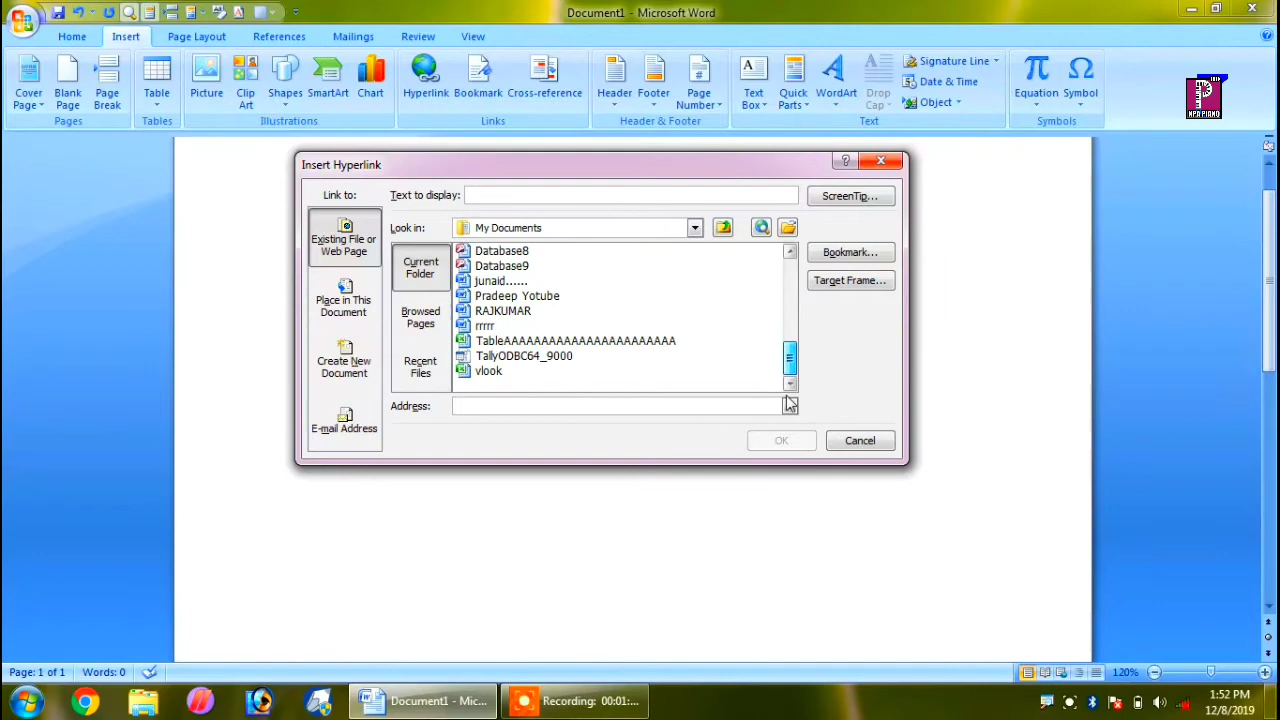 Document1 - Microsoft Word
Home Insert Page Layout References Mailings Review View
Cover Page
Blank Page
Page Break
Table
Picture
Clip Art
Shapes
SmartArt
Chart
Hyperlink
Bookmark
Cross-reference
Header
Footer
Page Number
Text Box
Quick Parts
WordArt
Drop Cap
Signature Line
Date & Time
Object
Equation
Symbol
Pages
Tables
Illustrations
Links
Header & Footer
Text
Symbols
MPA PIANO
Insert Hyperlink
Link to:
Text to display:
ScreenTip...
Existing File or Web Page
Look in:
My Documents
Current Folder
Database8
Database9
junaid......
Pradeep Yotube
RAJKUMAR
rrrrr
TableAAAAAAAAAAAAAAAAAAAAAAA
TallyODBC64_9000
vlook
Bookmark...
Target Frame...
Place in This Document
Browsed Pages
Create New Document
Recent Files
E-mail Address
Address:
OK
Cancel
Page: 1 of 1
Words: 0
120%
Document1 - Mic...
Recording: 00:01:...
1:52 PM
12/8/2019